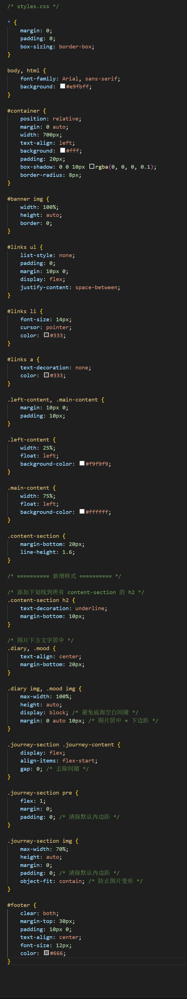 /* styles.css */
* {
margin: 0;
padding: 0;
box-sizing: border-box;
}
body, html {
font-family: Arial, sans-serif;
background: #e9fbff;
}
#container {
position: relative;
margin: 0 auto;
width: 700px;
text-align: left;
background: #fff;
padding: 20px;
box-shadow: 0 0 10px rgba(0, 0, 0, 0.1);
border-radius: 8px;
}
#banner img {
width: 100%;
height: auto;
border: 0;
}
#links ul {
list-style: none;
padding: 0;
margin: 10px 0;
display: flex;
justify-content: space-between;
}
#links li {
font-size: 14px;
cursor: pointer;
color: #333;
}
#links a {
text-decoration: none;
color: #333;
}
.left-content, .main-content {
margin: 10px 0;
padding: 10px;
}
.left-content {
width: 25%;
float: left;
background-color: #f9f9f9;
}
.main-content {
width: 75%;
float: left;
background-color: #ffffff;
}
.content-section {
margin-bottom: 20px;
line-height: 1.6;
}
/* ========== 新增样式 ========== */
/* 添加下划线到所有 content-section 的 h2 */
.content-section h2 {
text-decoration: underline;
margin-bottom: 10px;
}
/* 图片下方文字居中 */
.diary, .mood {
text-align: center;
margin-bottom: 20px;
}
.diary img, .mood img {
max-width: 100%;
height: auto;
display: block; /* 避免底部空白间隙 */
margin: 0 auto 10px; /* 图片居中 + 下边距 */
}
.journey-section .journey-content {
display: flex;
align-items: flex-start;
gap: 0; /* 去除间隙 */
}
.journey-section pre {
flex: 1;
margin: 0;
padding: 0; /* 清除默认内边距 */
}
.journey-section img {
max-width: 70%;
height: auto;
margin: 0;
padding: 0; /* 清除默认内边距 */
object-fit: contain; /* 防止图片变形 */
}
#footer {
clear: both;
margin-top: 30px;
padding: 10px 0;
text-align: center;
font-size: 12px;
color: #666;
}